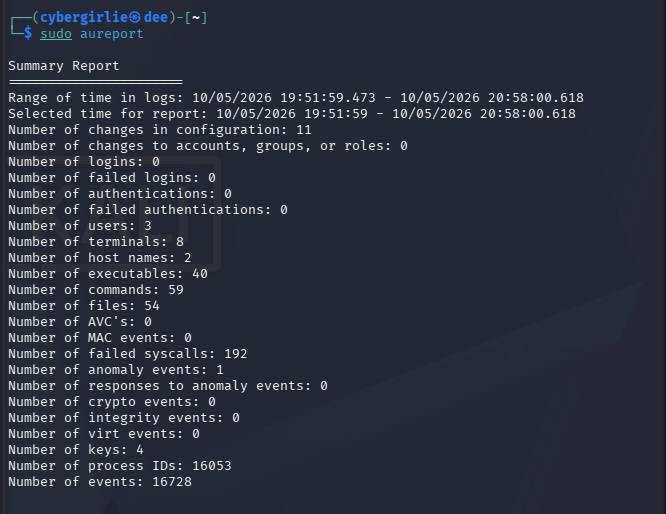 ┌──(cybergirlie㉿dee)-[~]
└─$ sudo aureport

Summary Report
======================
Range of time in logs: 10/05/2026 19:51:59.473 - 10/05/2026 20:58:00.618
Selected time for report: 10/05/2026 19:51:59 - 10/05/2026 20:58:00.618
Number of changes in configuration: 11
Number of changes to accounts, groups, or roles: 0
Number of logins: 0
Number of failed logins: 0
Number of authentications: 0
Number of failed authentications: 0
Number of users: 3
Number of terminals: 8
Number of host names: 2
Number of executables: 40
Number of commands: 59
Number of files: 54
Number of AVC's: 0
Number of MAC events: 0
Number of failed syscalls: 192
Number of anomaly events: 1
Number of responses to anomaly events: 0
Number of crypto events: 0
Number of integrity events: 0
Number of virt events: 0
Number of keys: 4
Number of process IDs: 16053
Number of events: 16728